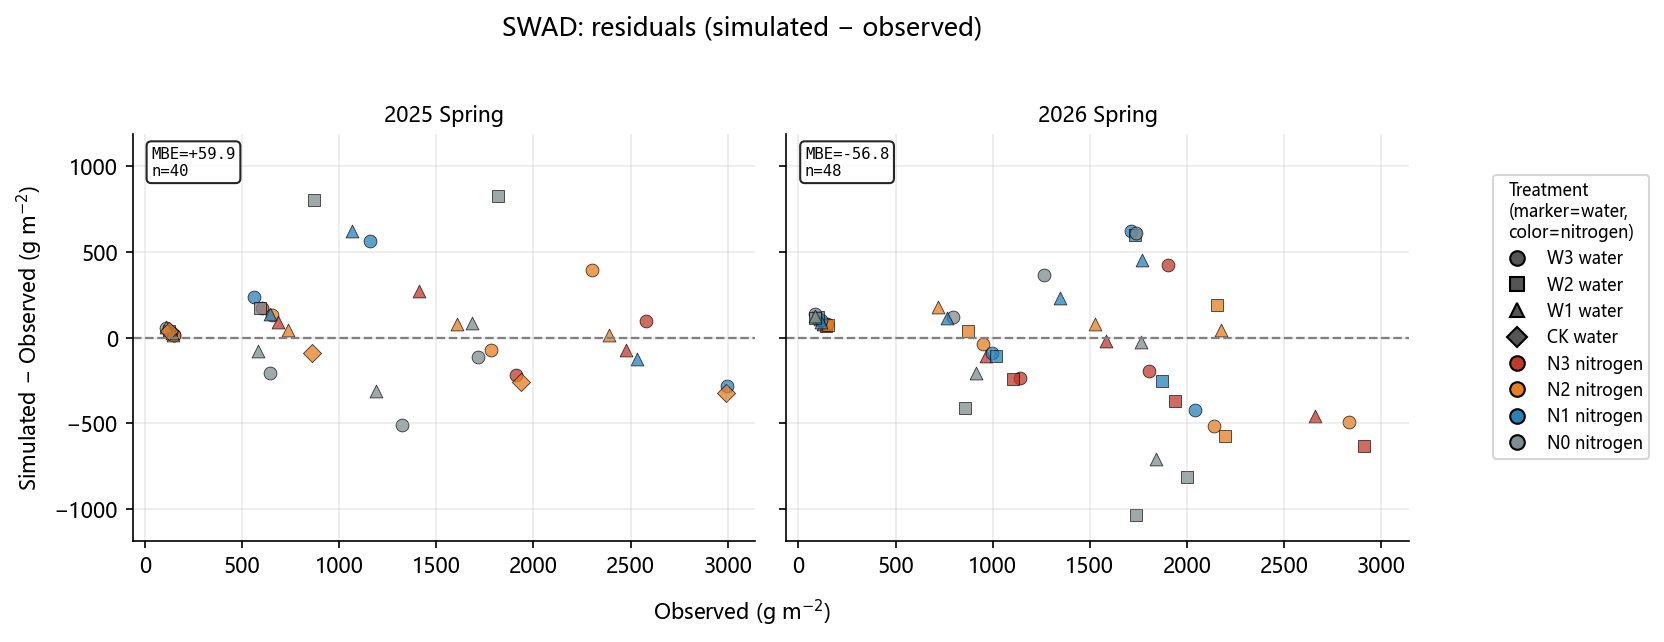 SWAD: residuals (simulated − observed)
2025 Spring
2026 Spring
MBE=+59.9
n=40
MBE=-56.8
n=48
Simulated − Observed (g m⁻²)
1000
500
0
−500
−1000
0 500 1000 1500 2000 2500 3000
0 500 1000 1500 2000 2500 3000
Observed (g m⁻²)
Treatment
(marker=water,
color=nitrogen)
W3 water
W2 water
W1 water
CK water
N3 nitrogen
N2 nitrogen
N1 nitrogen
N0 nitrogen